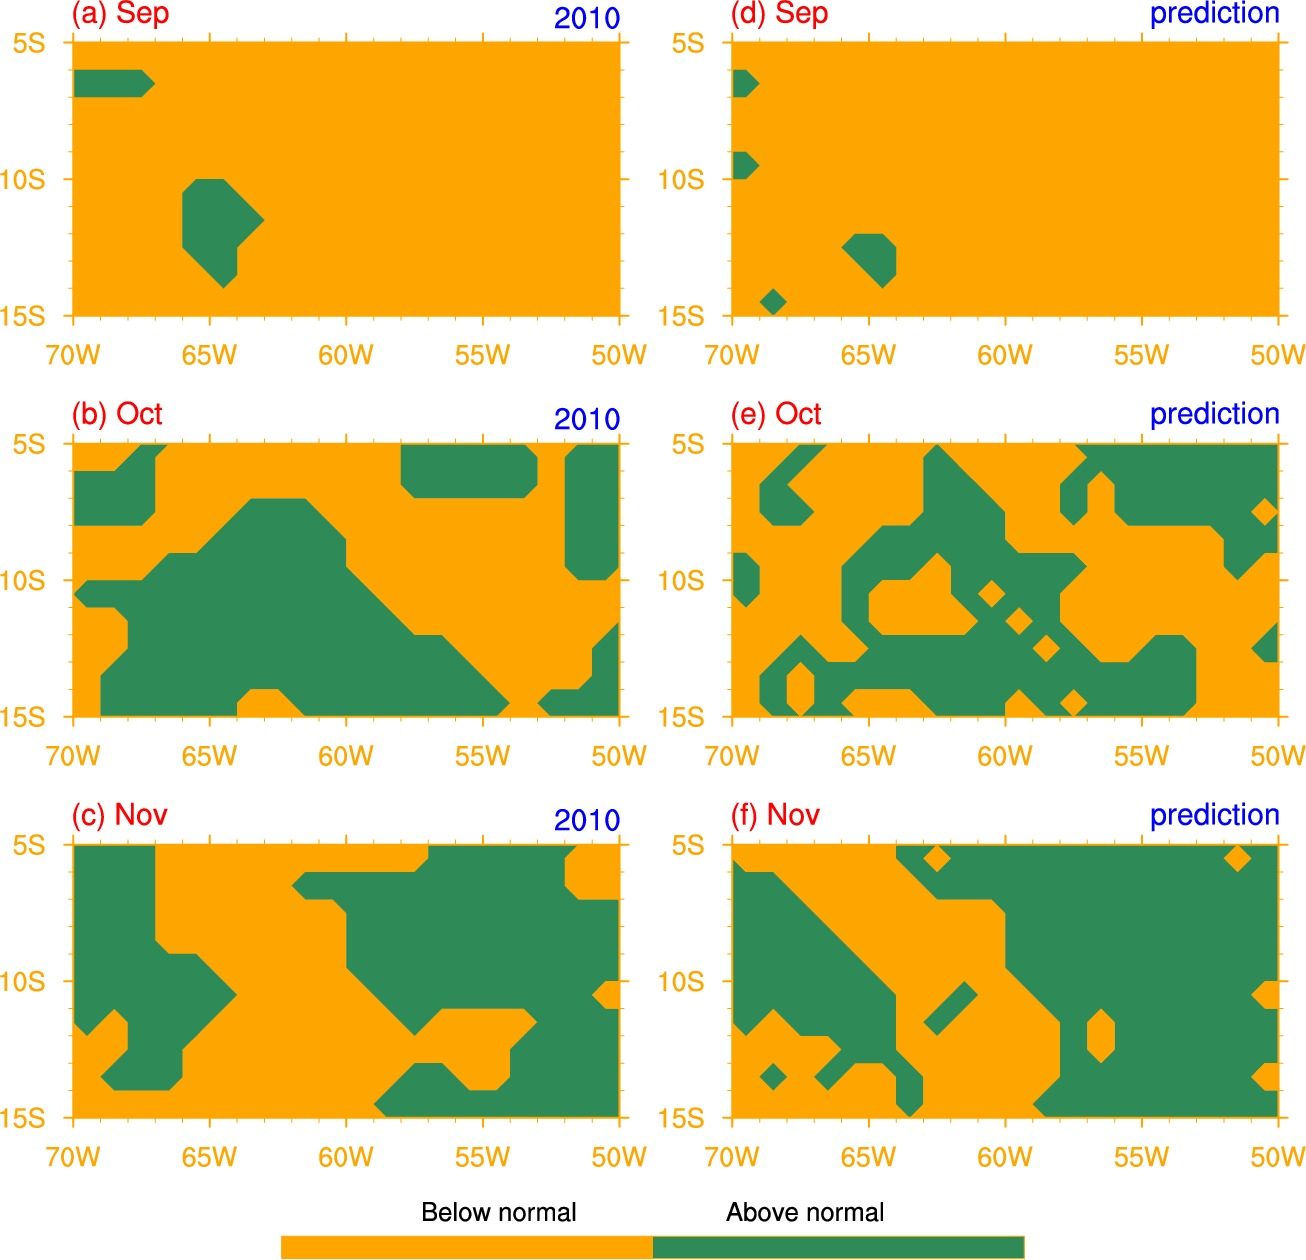 (a) Sep 2010 (d) Sep prediction
5S 5S
10S 10S
15S 15S
70W 65W 60W 55W 50W 70W 65W 60W 55W 50W
(b) Oct 2010 (e) Oct prediction
5S 5S
10S 10S
15S 15S
70W 65W 60W 55W 50W 70W 65W 60W 55W 50W
(c) Nov 2010 (f) Nov prediction
5S 5S
10S 10S
15S 15S
70W 65W 60W 55W 50W 70W 65W 60W 55W 50W
Below normal Above normal